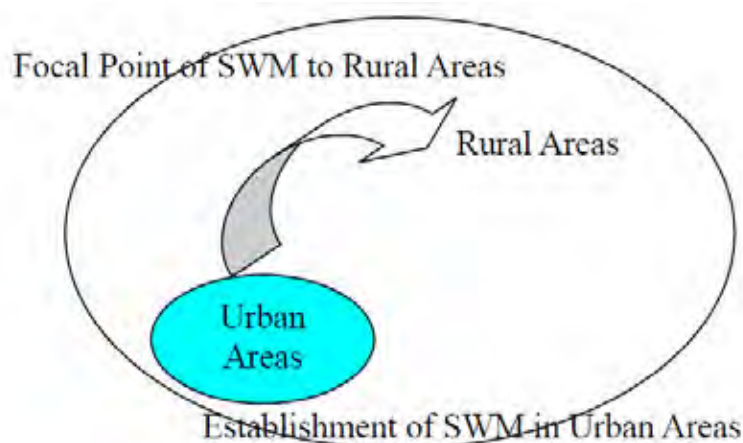 Focal Point of SWM to Rural Areas
Rural Areas
Urban
Areas
Establishment of SWM in Urban Areas